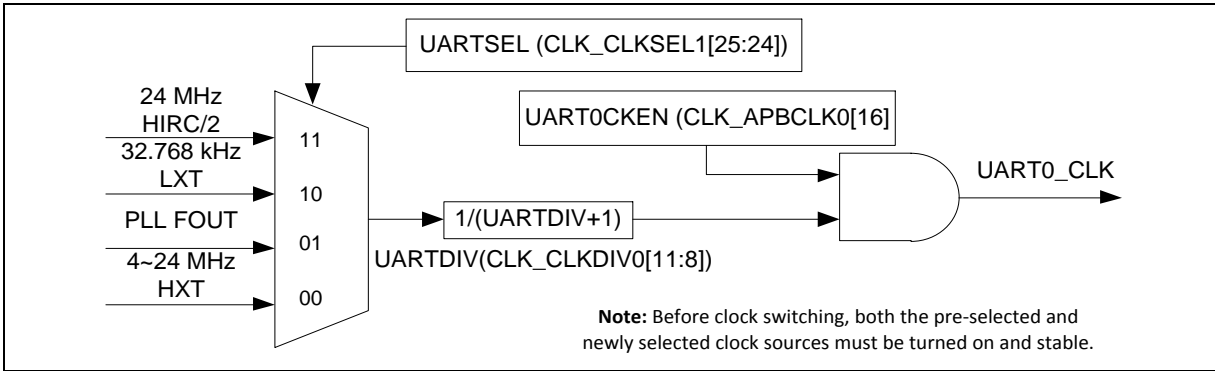 UARTSEL (CLK_CLKSEL1[25:24])
24 MHz
HIRC/2
32.768 kHz
LXT
PLL FOUT
4~24 MHz
HXT
11
10
01
00
UART0CKEN (CLK_APBCLK0[16]
1/(UARTDIV+1)
UARTDIV(CLK_CLKDIV0[11:8])
UART0_CLK
Note: Before clock switching, both the pre-selected and
newly selected clock sources must be turned on and stable.